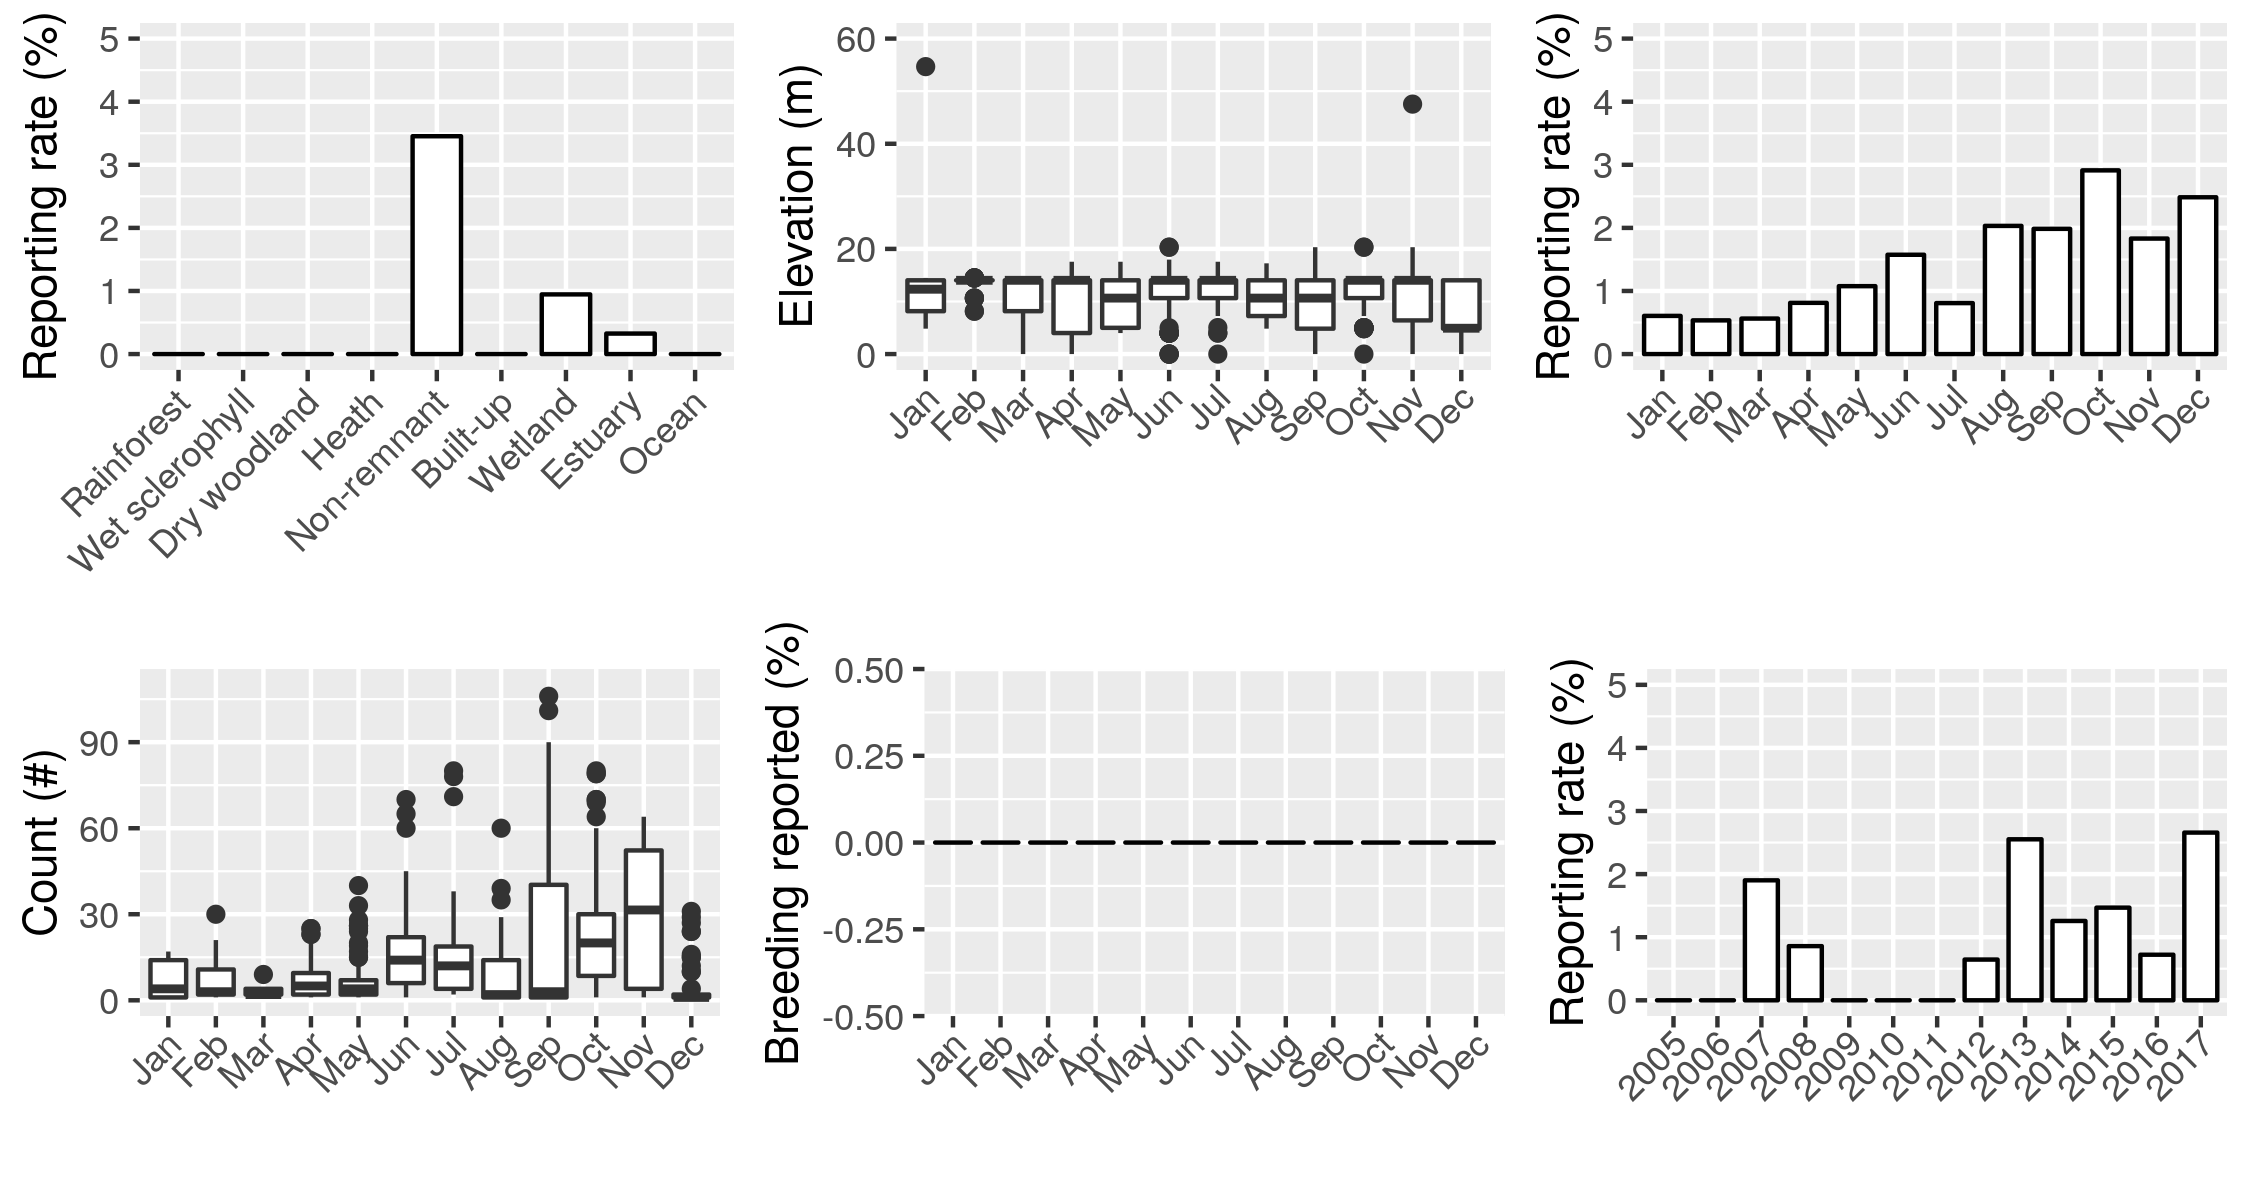 Reporting rate (%)
5
4
3
2
1
0
Rainforest
Wet sclerophyll
Dry woodland
Heath
Non-remnant
Built-up
Wetland
Estuary
Ocean
Elevation (m)
60
40
20
0
Jan
Feb
Mar
Apr
May
Jun
Jul
Aug
Sep
Oct
Nov
Dec
Reporting rate (%)
5
4
3
2
1
0
Jan
Feb
Mar
Apr
May
Jun
Jul
Aug
Sep
Oct
Nov
Dec
Count (#)
90
60
30
0
Jan
Feb
Mar
Apr
May
Jun
Jul
Aug
Sep
Oct
Nov
Dec
Breeding reported (%)
0.50
0.25
0.00
-0.25
-0.50
Jan
Feb
Mar
Apr
May
Jun
Jul
Aug
Sep
Oct
Nov
Dec
Reporting rate (%)
5
4
3
2
1
0
2005
2006
2007
2008
2009
2010
2011
2012
2013
2014
2015
2016
2017